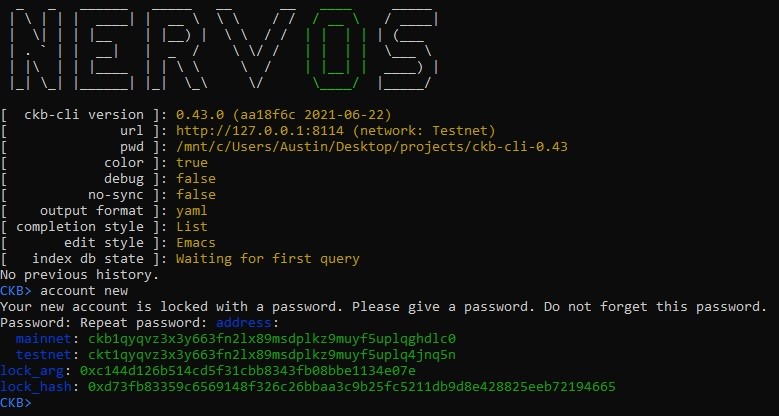 NERVOS
[  ckb-cli version ]: 0.43.0 (aa18f6c 2021-06-22)
[              url ]: http://127.0.0.1:8114 (network: Testnet)
[              pwd ]: /mnt/c/Users/Austin/Desktop/projects/ckb-cli-0.43
[            color ]: true
[            debug ]: false
[          no-sync ]: false
[    output format ]: yaml
[ completion style ]: List
[       edit style ]: Emacs
[   index db state ]: Waiting for first query
No previous history.
CKB> account new
Your new account is locked with a password. Please give a password. Do not forget this password.
Password: Repeat password: address:
  mainnet: ckb1qyqvz3x3y663fn2lx89msdplkz9muyf5uplqghdlc0
  testnet: ckt1qyqvz3x3y663fn2lx89msdplkz9muyf5uplq4jnq5n
lock_arg: 0xc144d126b514cd5f31cbb8343fb08bbe1134e07e
lock_hash: 0xd73fb83359c6569148f326c26bbaa3c9b25fc5211db9d8e428825eeb72194665
CKB>